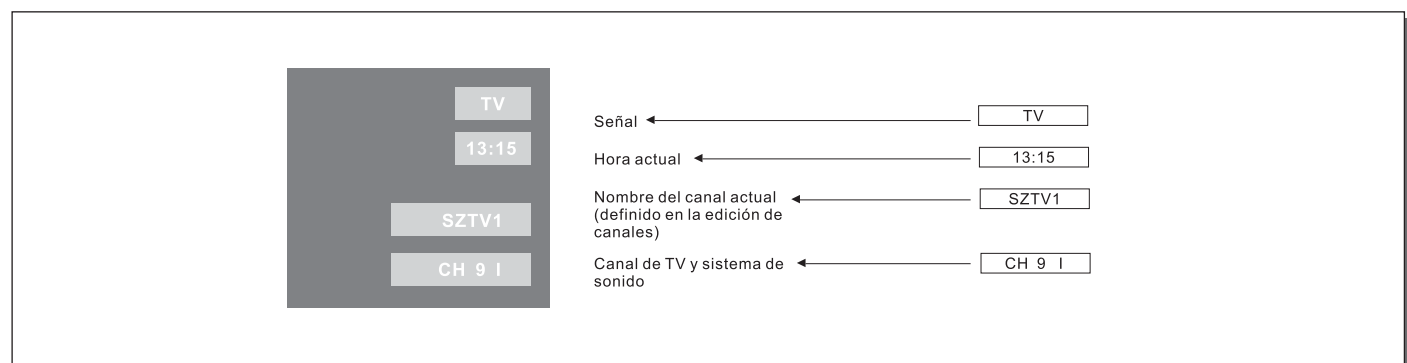 TV
13:15
SZTV1
CH 9 I
Señal
TV
Hora actual
13:15
Nombre del canal actual
(definido en la edición de
canales)
SZTV1
Canal de TV y sistema de
sonido
CH 9 I